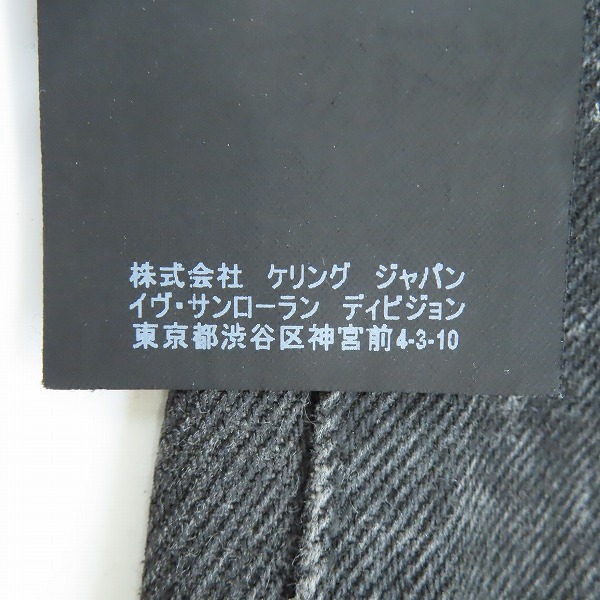 株式会社 ケリング ジャパン
イヴ・サンローラン ディビジョン
東京都渋谷区神宮前4-3-10